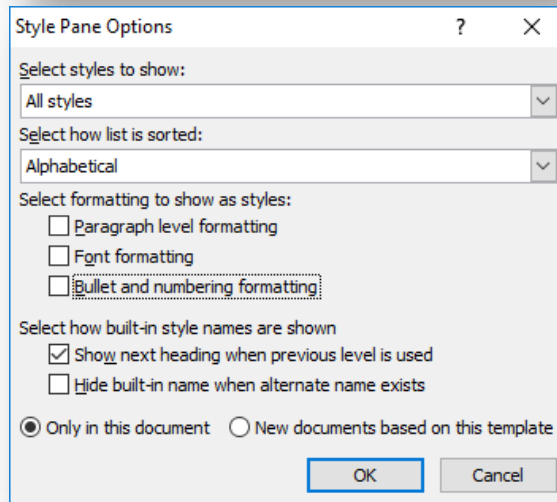 Style Pane Options ?
Select styles to show:
All styles
Select how list is sorted:
Alphabetical
Select formatting to show as styles:
Paragraph level formatting
Font formatting
Bullet and numbering formatting
Select how built-in style names are shown
Show next heading when previous level is used
Hide built-in name when alternate name exists
Only in this document New documents based on this template
OK Cancel